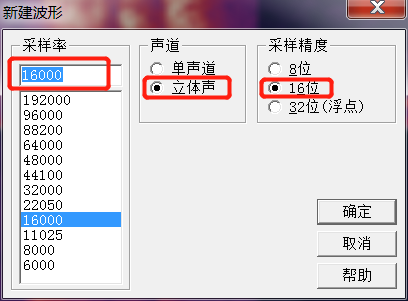 新建波形
采样率
16000
192000
96000
88200
64000
48000
44100
32000
22050
16000
11025
8000
6000
声道
单声道
立体声
采样精度
8位
16位
32位(浮点)
确定
取消
帮助